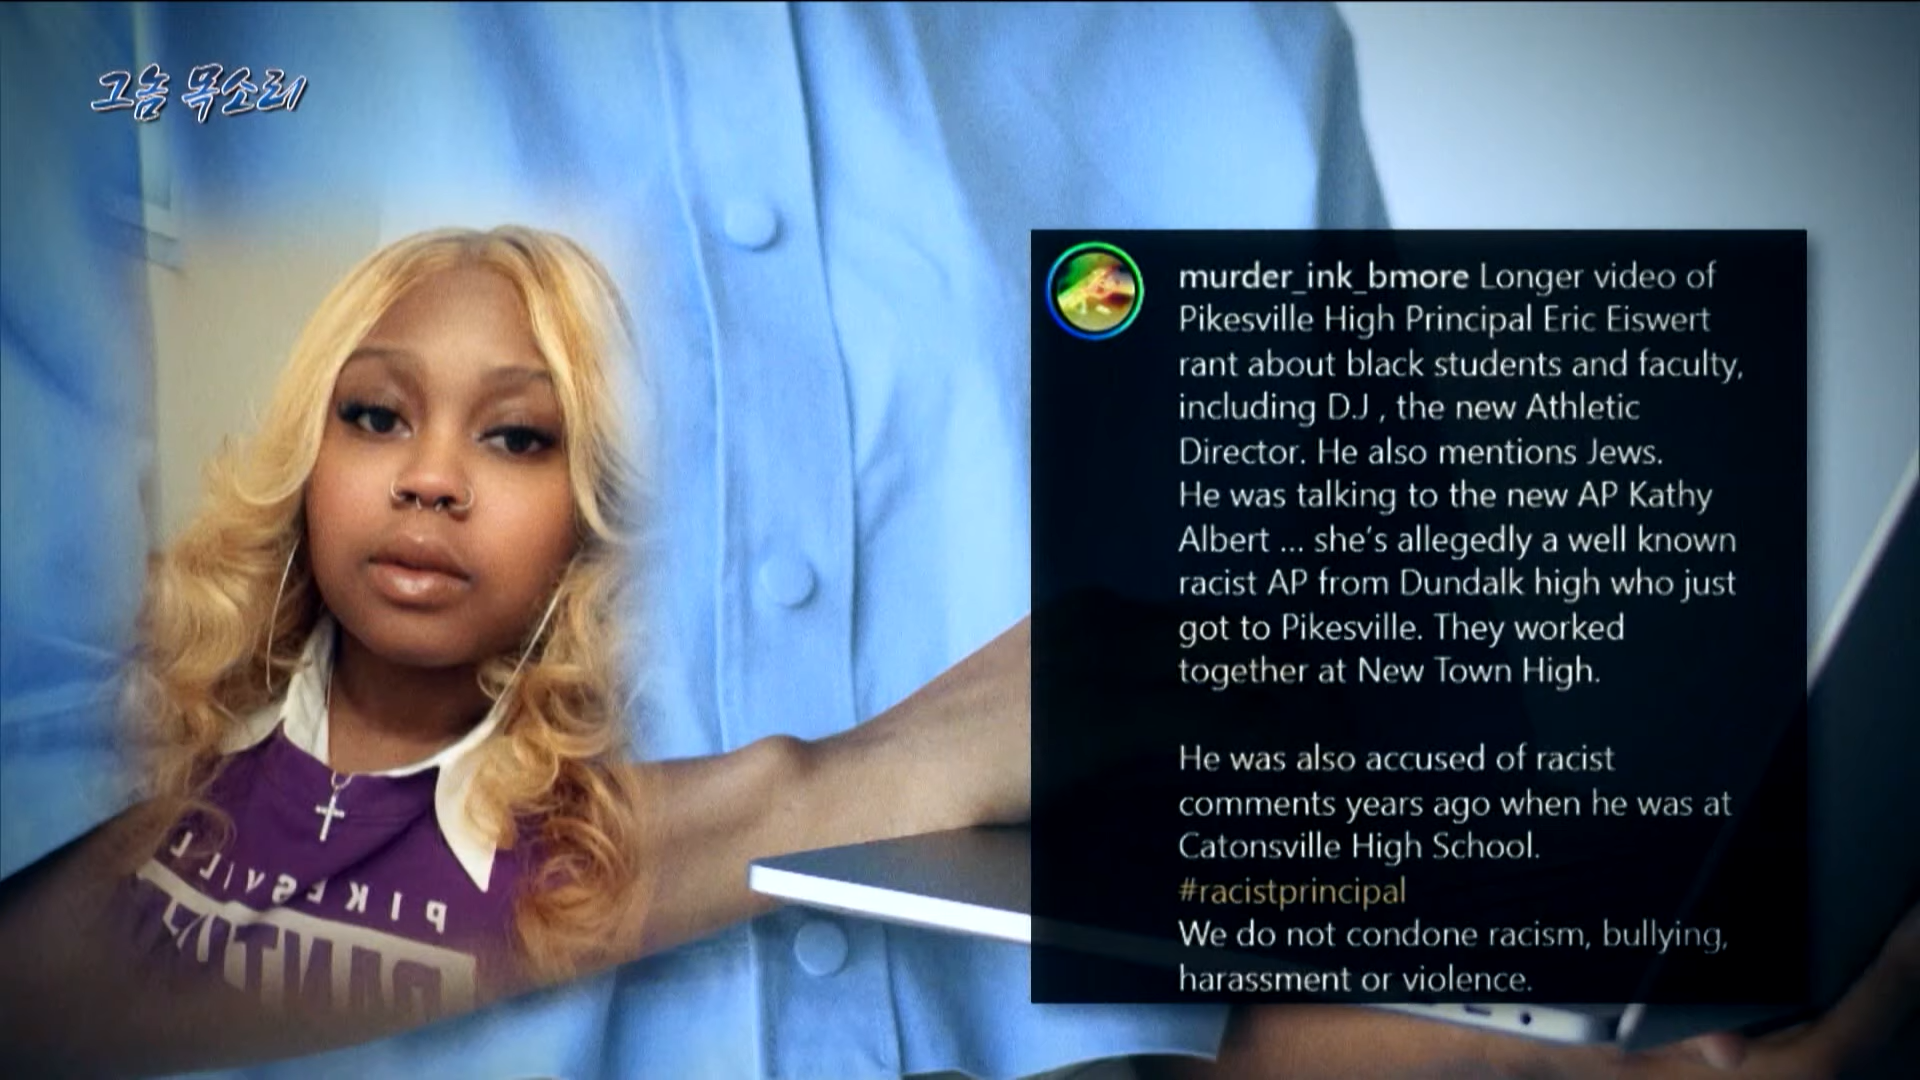 그놈 목소리
murder_ink_bmore Longer video of
Pikesville High Principal Eric Eiswert
rant about black students and faculty,
including D.J , the new Athletic
Director. He also mentions Jews.
He was talking to the new AP Kathy
Albert ... she's allegedly a well known
racist AP from Dundalk high who just
got to Pikesville. They worked
together at New Town High.
He was also accused of racist
comments years ago when he was at
Catonsville High School.
#racistprincipal
We do not condone racism, bullying,
harassment or violence.
PIKESVILL
PANTH